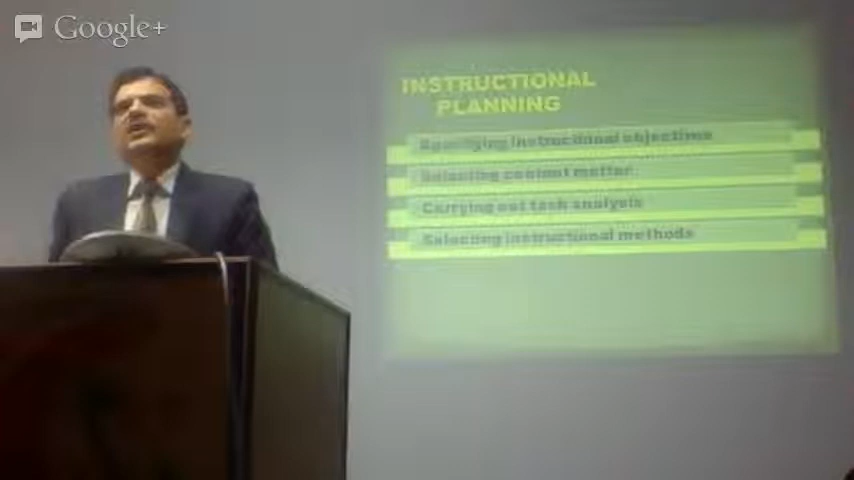 Google+
INSTRUCTIONAL
PLANNING
Specifying instructional objectives
Selecting content matter
Carrying out task analysis
Selecting instructional methods